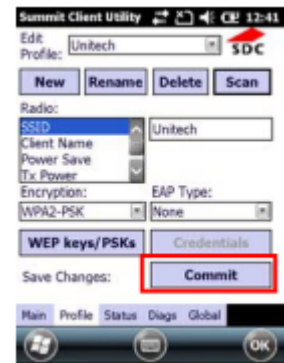 Summit Client Utility 12:41
Edit
Profile: Unitech SDC
New Rename Delete Scan
Radio:
SSID Unitech
Client Name
Power Save
Tx Power
Encryption: EAP Type:
WPA2-PSK None
WEP keys/PSKs Credentials
Save Changes: Commit
Main Profile Status Diags Global
OK